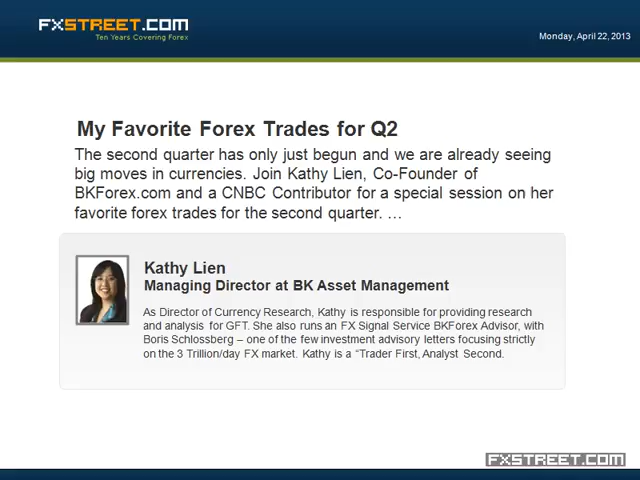 FXSTREET.COM
Ten Years Covering Forex
Monday, April 22, 2013
My Favorite Forex Trades for Q2
The second quarter has only just begun and we are already seeing
big moves in currencies. Join Kathy Lien, Co-Founder of
BKForex.com and a CNBC Contributor for a special session on her
favorite forex trades for the second quarter. …
Kathy Lien
Managing Director at BK Asset Management
As Director of Currency Research, Kathy is responsible for providing research
and analysis for GFT. She also runs an FX Signal Service BKForex Advisor, with
Boris Schlossberg – one of the few investment advisory letters focusing strictly
on the 3 Trillion/day FX market. Kathy is a “Trader First, Analyst Second.
FXSTREET.COM